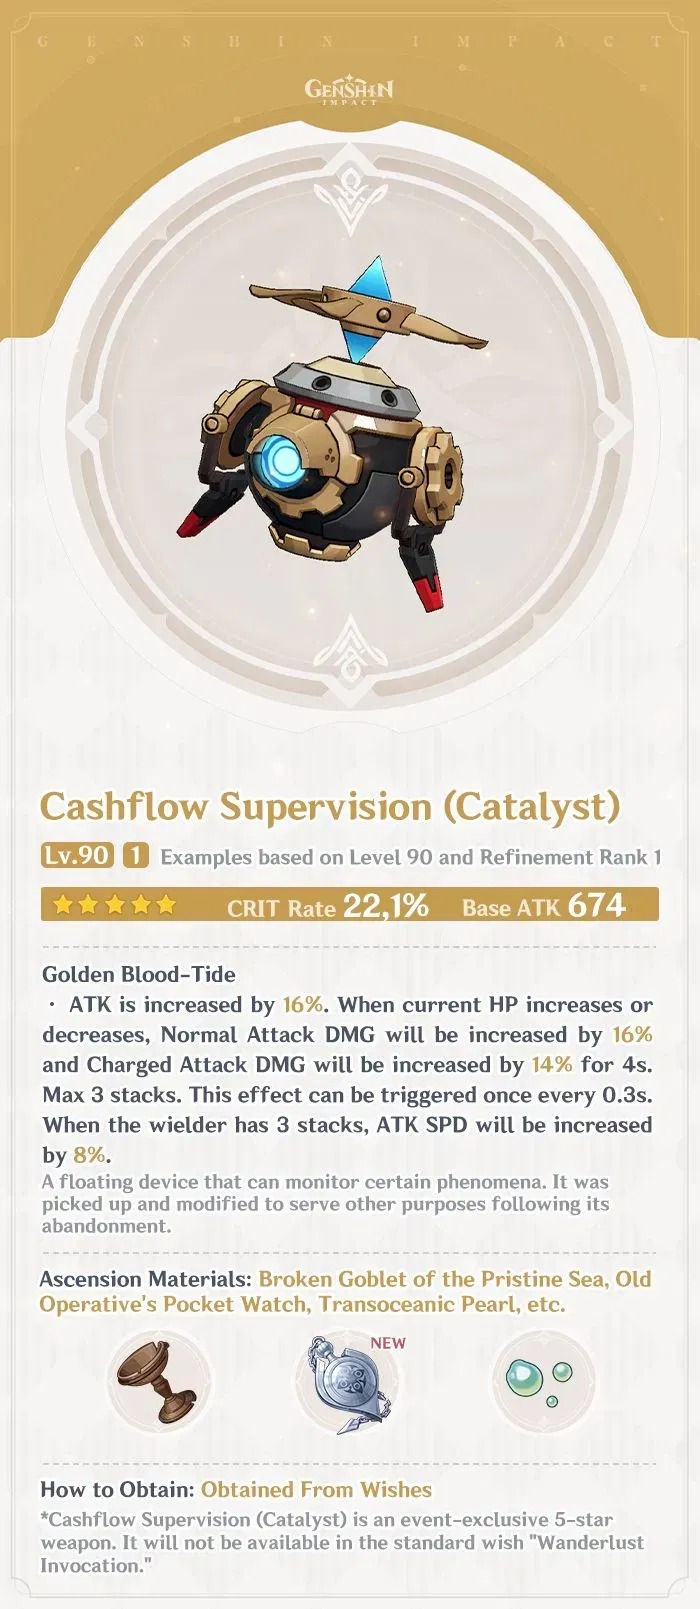 GENSHIN IMPACT
GENSHIN
IMPACT
Cashflow Supervision (Catalyst)
Lv.90 1 Examples based on Level 90 and Refinement Rank 1
CRIT Rate 22,1% Base ATK 674
Golden Blood-Tide
· ATK is increased by 16%. When current HP increases or
decreases, Normal Attack DMG will be increased by 16%
and Charged Attack DMG will be increased by 14% for 4s.
Max 3 stacks. This effect can be triggered once every 0.3s.
When the wielder has 3 stacks, ATK SPD will be increased
by 8%.
A floating device that can monitor certain phenomena. It was
picked up and modified to serve other purposes following its
abandonment.
Ascension Materials: Broken Goblet of the Pristine Sea, Old
Operative's Pocket Watch, Transoceanic Pearl, etc.
NEW
How to Obtain: Obtained From Wishes
*Cashflow Supervision (Catalyst) is an event-exclusive 5-star
weapon. It will not be available in the standard wish "Wanderlust
Invocation."